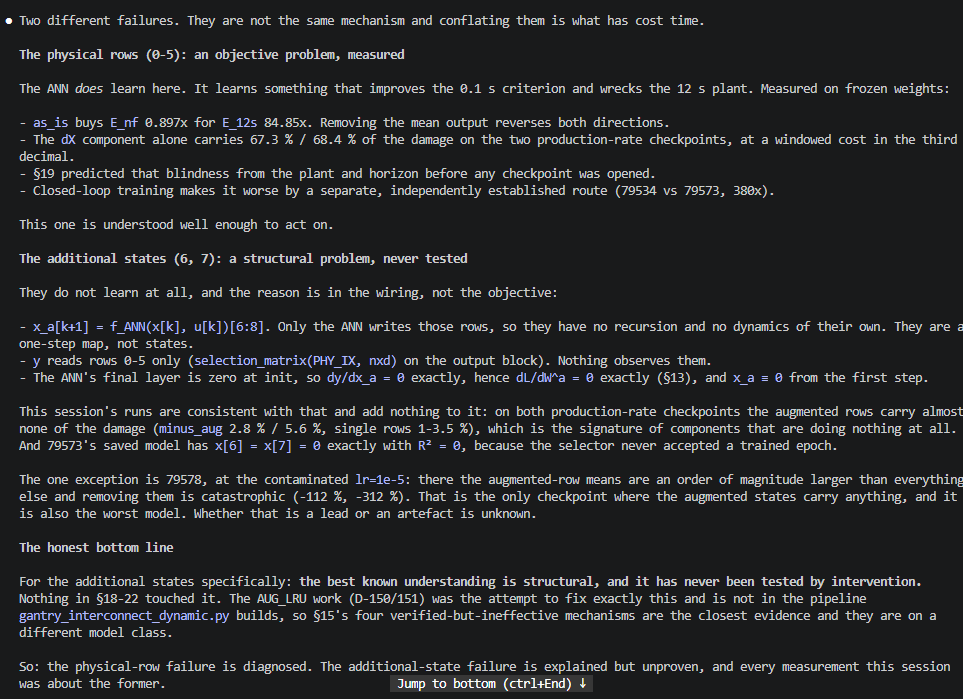 ● Two different failures. They are not the same mechanism and conflating them is what has cost time.
The physical rows (0-5): an objective problem, measured
The ANN does learn here. It learns something that improves the 0.1 s criterion and wrecks the 12 s plant. Measured on frozen weights:
- as_is buys E_nf 0.897x for E_12s 84.85x. Removing the mean output reverses both directions.
- The dX component alone carries 67.3 % / 68.4 % of the damage on the two production-rate checkpoints, at a windowed cost in the third
decimal.
- §19 predicted that blindness from the plant and horizon before any checkpoint was opened.
- Closed-loop training makes it worse by a separate, independently established route (79534 vs 79573, 380x).
This one is understood well enough to act on.
The additional states (6, 7): a structural problem, never tested
They do not learn at all, and the reason is in the wiring, not the objective:
- x_a[k+1] = f_ANN(x[k], u[k])[6:8]. Only the ANN writes those rows, so they have no recursion and no dynamics of their own. They are a
one-step map, not states.
- y reads rows 0-5 only (selection_matrix(PHY_IX, nxd) on the output block). Nothing observes them.
- The ANN's final layer is zero at init, so dy/dx_a = 0 exactly, hence dL/dW^a = 0 exactly (§13), and x_a ≡ 0 from the first step.
This session's runs are consistent with that and add nothing to it: on both production-rate checkpoints the augmented rows carry almost
none of the damage (minus_aug 2.8 % / 5.6 %, single rows 1-3.5 %), which is the signature of components that are doing nothing at all.
And 79573's saved model has x[6] = x[7] = 0 exactly with R² = 0, because the selector never accepted a trained epoch.
The one exception is 79578, at the contaminated lr=1e-5: there the augmented-row means are an order of magnitude larger than everything
else and removing them is catastrophic (-112 %, -312 %). That is the only checkpoint where the augmented states carry anything, and it
is also the worst model. Whether that is a lead or an artefact is unknown.
The honest bottom line
For the additional states specifically: the best known understanding is structural, and it has never been tested by intervention.
Nothing in §18-22 touched it. The AUG_LRU work (D-150/151) was the attempt to fix exactly this and is not in the pipeline
gantry_interconnect_dynamic.py builds, so §15's four verified-but-ineffective mechanisms are the closest evidence and they are on a
different model class.
So: the physical-row failure is diagnosed. The additional-state failure is explained but unproven, and every measurement this session
was about the former.
Jump to bottom (ctrl+End) ↓